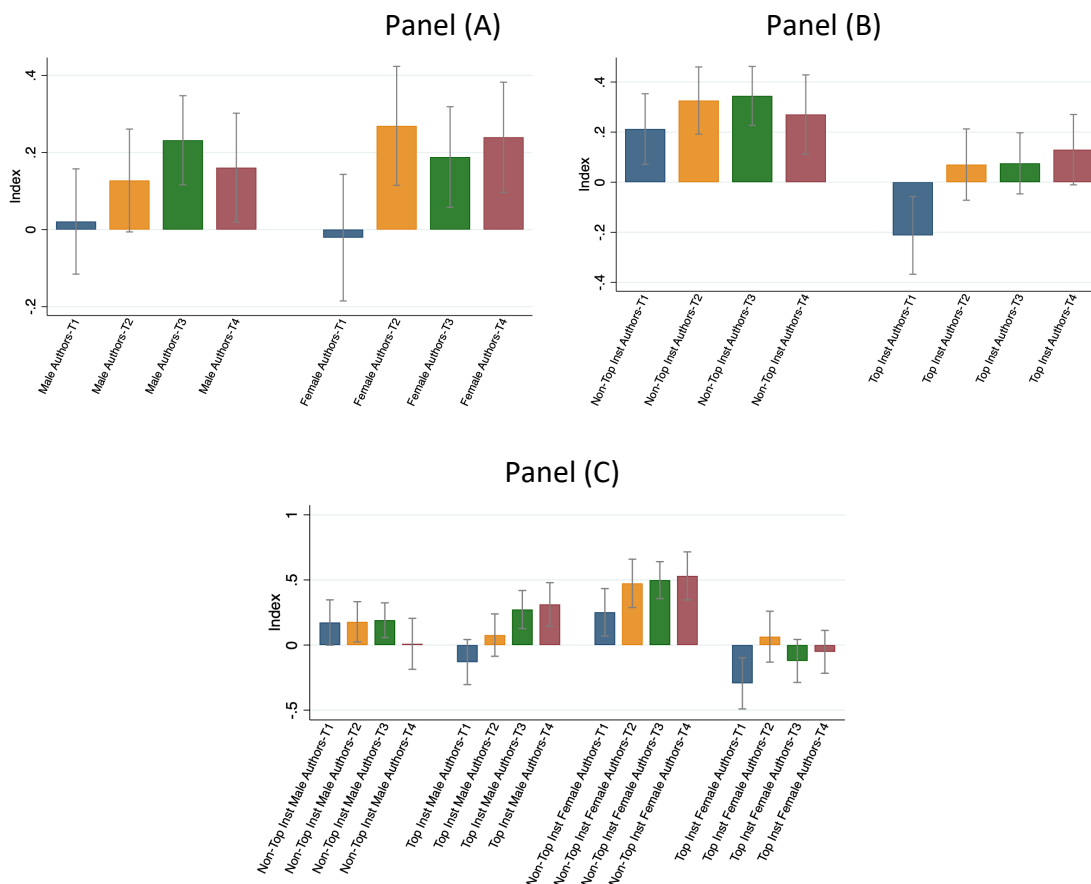 Panel (A)
Index
.4
.2
0
-.2
Male Authors-T1
Male Authors-T2
Male Authors-T3
Male Authors-T4
Female Authors-T1
Female Authors-T2
Female Authors-T3
Female Authors-T4
Panel (B)
Index
.4
.2
0
-.2
-.4
Non-Top Inst Authors-T1
Non-Top Inst Authors-T2
Non-Top Inst Authors-T3
Non-Top Inst Authors-T4
Top Inst Authors-T1
Top Inst Authors-T2
Top Inst Authors-T3
Top Inst Authors-T4
Panel (C)
Index
1
.5
0
-.5
Non-Top Inst Male Authors-T1
Non-Top Inst Male Authors-T2
Non-Top Inst Male Authors-T3
Non-Top Inst Male Authors-T4
Top Inst Male Authors-T1
Top Inst Male Authors-T2
Top Inst Male Authors-T3
Top Inst Male Authors-T4
Non-Top Inst Female Authors-T1
Non-Top Inst Female Authors-T2
Non-Top Inst Female Authors-T3
Non-Top Inst Female Authors-T4
Top Inst Female Authors-T1
Top Inst Female Authors-T2
Top Inst Female Authors-T3
Top Inst Female Authors-T4